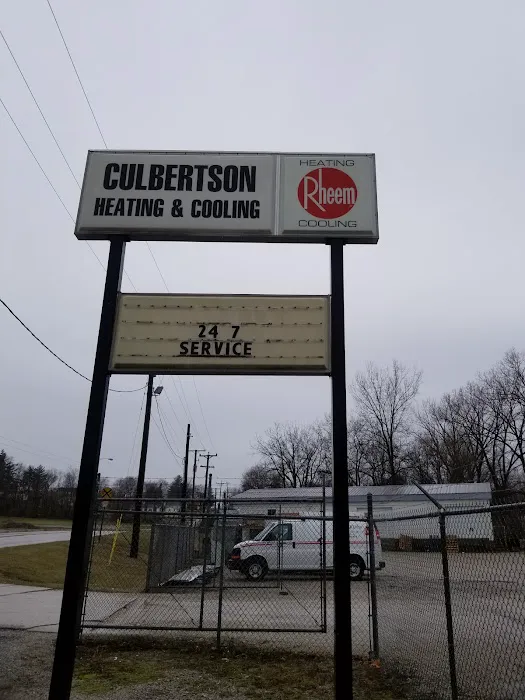 CULBERTSON
HEATING & COOLING
HEATING
Rheem
COOLING
24 7
SERVICE